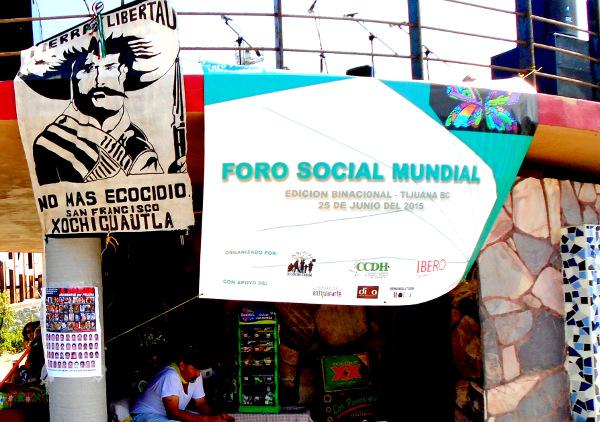 TIERRA LIBERTAD
NO MAS ECOCIDIO
SAN FRANCISCO
XOCHICUAUTLA
FORO SOCIAL MUNDIAL
EDICION BINACIONAL - TIJUANA BC
25 DE JUNIO DEL 2015
ORGANIZADO POR:
CCDH
IBERO
CON APOYO DE: